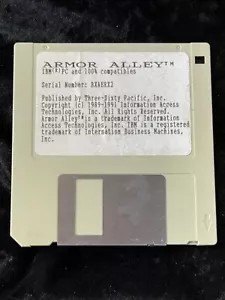 ARMOR ALLEY™
IBM(R) PC and 100% compatibles
Serial Number:
Published by Three-Sixty Pacific, Inc.
Copyright (c) 1989-1991 Information Access
Technologies, Inc. All Rights Reserved.
Armor Alley™ is a trademark of Information
Access Technologies, Inc. IBM is a registered
trademark of International Business Machines,
Inc.